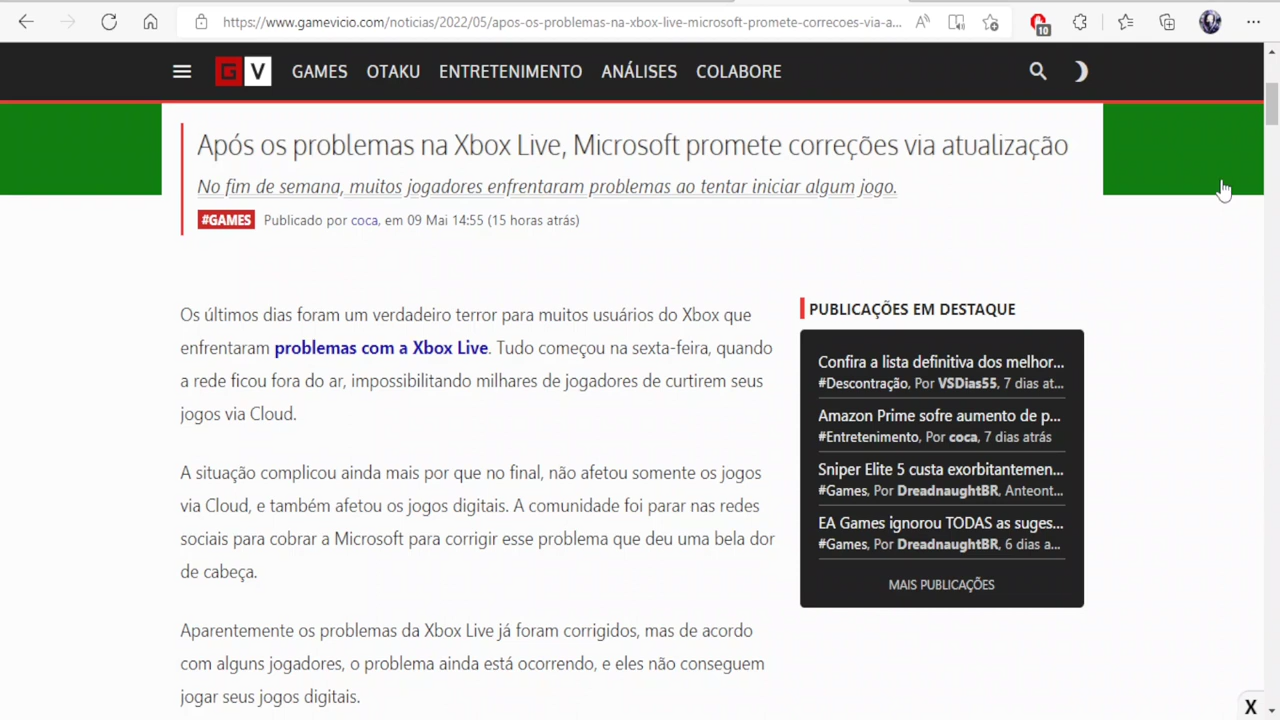 https://www.gamevicio.com/noticias/2022/05/apos-os-problemas-na-xbox-live-microsoft-promete-correcoes-via-a...
10
G V GAMES OTAKU ENTRETENIMENTO ANÁLISES COLABORE
Após os problemas na Xbox Live, Microsoft promete correções via atualização
No fim de semana, muitos jogadores enfrentaram problemas ao tentar iniciar algum jogo.
#GAMES Publicado por coca, em 09 Mai 14:55 (15 horas atrás)
Os últimos dias foram um verdadeiro terror para muitos usuários do Xbox que
enfrentaram problemas com a Xbox Live. Tudo começou na sexta-feira, quando
a rede ficou fora do ar, impossibilitando milhares de jogadores de curtirem seus
jogos via Cloud.
A situação complicou ainda mais por que no final, não afetou somente os jogos
via Cloud, e também afetou os jogos digitais. A comunidade foi parar nas redes
sociais para cobrar a Microsoft para corrigir esse problema que deu uma bela dor
de cabeça.
Aparentemente os problemas da Xbox Live já foram corrigidos, mas de acordo
com alguns jogadores, o problema ainda está ocorrendo, e eles não conseguem
jogar seus jogos digitais.
PUBLICAÇÕES EM DESTAQUE
Confira a lista definitiva dos melhor...
#Descontração, Por VSDias55, 7 dias at...
Amazon Prime sofre aumento de p...
#Entretenimento, Por coca, 7 dias atrás
Sniper Elite 5 custa exorbitantemen...
#Games, Por DreadnaughtBR, Anteont...
EA Games ignorou TODAS as suges...
#Games, Por DreadnaughtBR, 6 dias a...
MAIS PUBLICAÇÕES
X